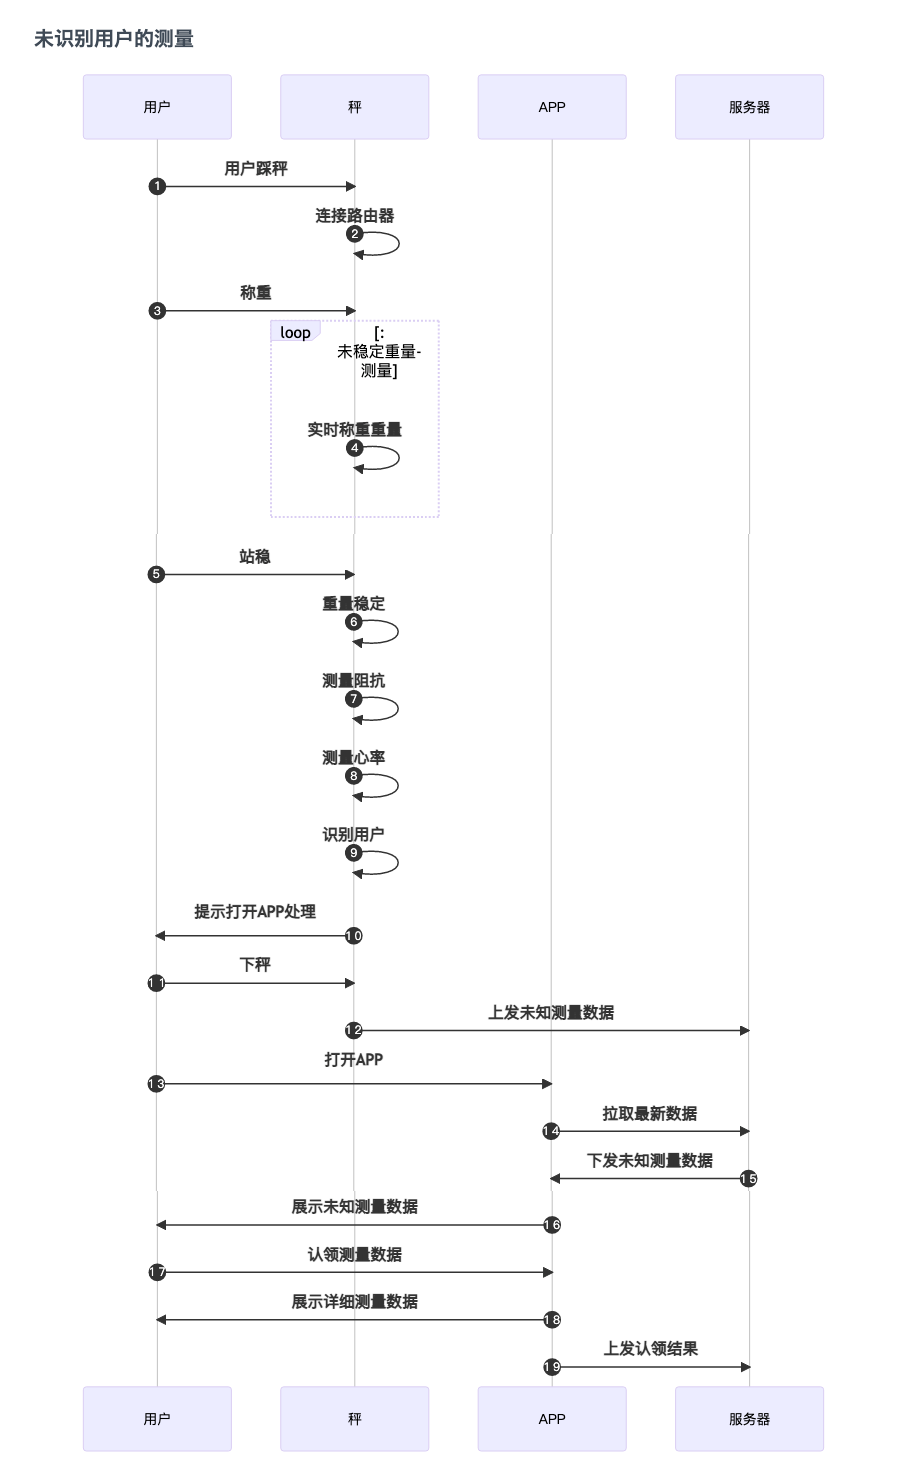 未识别用户的测量
用户
秤
APP
服务器
用户踩秤
1
连接路由器
2
称重
3
loop
[:
未稳定重量-
测量]
实时称重重量
4
站稳
5
重量稳定
6
测量阻抗
7
测量心率
8
识别用户
9
提示打开APP处理
10
下秤
11
上发未知测量数据
12
打开APP
13
拉取最新数据
14
下发未知测量数据
15
展示未知测量数据
16
认领测量数据
17
展示详细测量数据
18
上发认领结果
19
用户
秤
APP
服务器